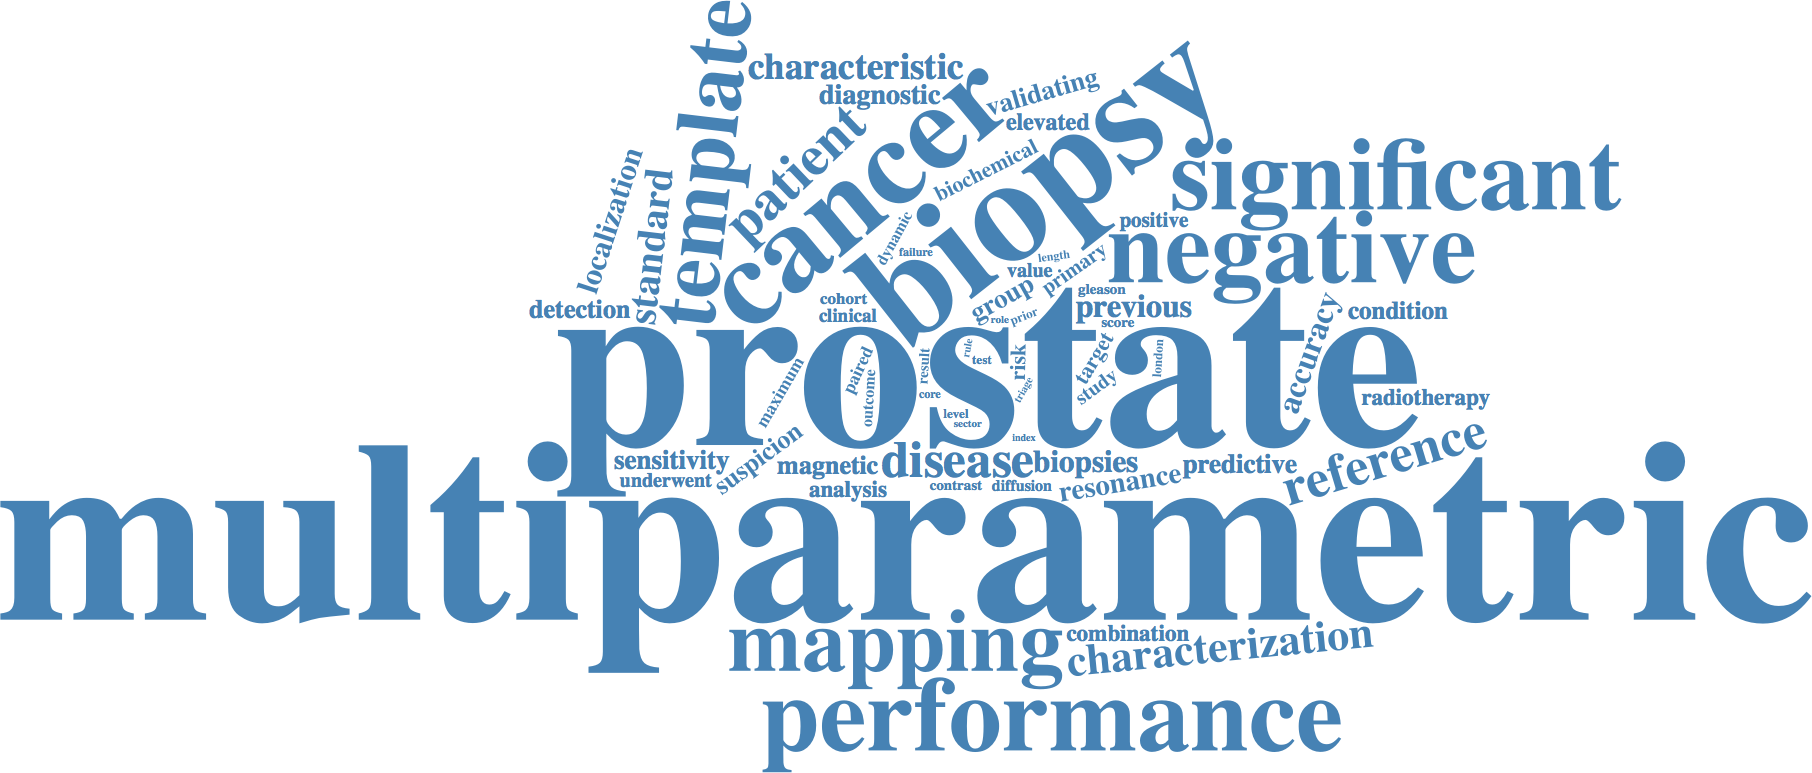 template
characteristic
diagnostic
cancer
validating
biopsy
elevated
patient
biochemical
significant
localization
standard
dynamic
failure
positive
negative
length
value
primary
detection
cohort
clinical
group
role
prior
gleason
previous
score
condition
prostate
maximum
paired
outcome
result
core
rule
test
risk
triage
target
study
london
accuracy
radiotherapy
level
sector
index
sensitivity
underwent
suspicion
magnetic
analysis
disease
contrast
diffusion
biopsies
resonance
predictive
reference
multiparametric
mapping
combination
characterization
performance